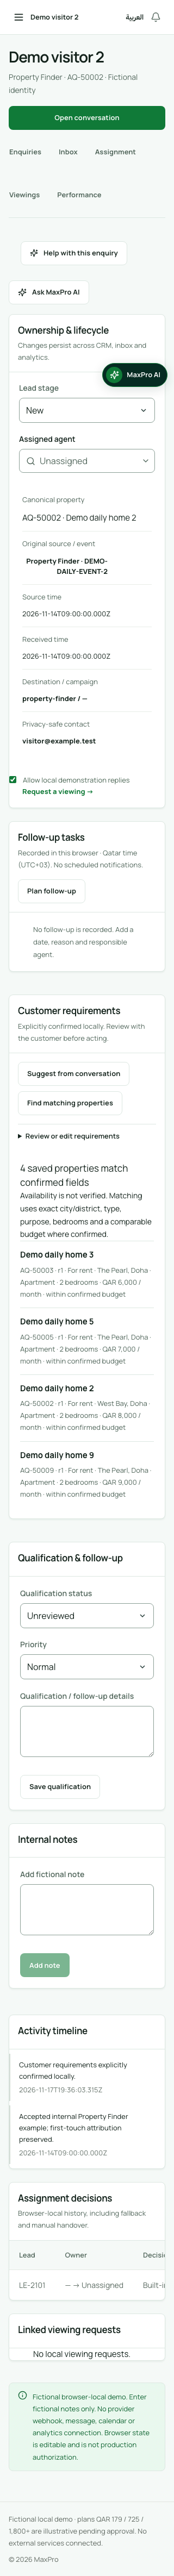 Demo visitor 2
العربية
Demo visitor 2
Property Finder · AQ-50002 · Fictional
identity
Open conversation
Enquiries Inbox Assignment
Viewings Performance
Help with this enquiry
Ask MaxPro AI
Ownership & lifecycle
Changes persist across CRM, inbox and
analytics.
MaxPro AI
Lead stage
New
Assigned agent
Unassigned
Canonical property
AQ-50002 · Demo daily home 2
Original source / event
Property Finder · DEMO-
DAILY-EVENT-2
Source time
2026-11-14T09:00:00.000Z
Received time
2026-11-14T09:00:00.000Z
Destination / campaign
property-finder / —
Privacy-safe contact
visitor@example.test
Allow local demonstration replies
Request a viewing →
Follow-up tasks
Recorded in this browser · Qatar time
(UTC+03). No scheduled notifications.
Plan follow-up
No follow-up is recorded. Add a
date, reason and responsible
agent.
Customer requirements
Explicitly confirmed locally. Review with
the customer before acting.
Suggest from conversation
Find matching properties
Review or edit requirements
4 saved properties match
confirmed fields
Availability is not verified. Matching
uses exact city/district, type,
purpose, bedrooms and a comparable
budget where confirmed.
Demo daily home 3
AQ-50003 · r1 · For rent · The Pearl, Doha ·
Apartment · 2 bedrooms · QAR 6,000 /
month · within confirmed budget
Demo daily home 5
AQ-50005 · r1 · For rent · The Pearl, Doha ·
Apartment · 2 bedrooms · QAR 7,000 /
month · within confirmed budget
Demo daily home 2
AQ-50002 · r1 · For rent · West Bay, Doha ·
Apartment · 2 bedrooms · QAR 8,000 /
month · within confirmed budget
Demo daily home 9
AQ-50009 · r1 · For rent · The Pearl, Doha ·
Apartment · 2 bedrooms · QAR 9,000 /
month · within confirmed budget
Qualification & follow-up
Qualification status
Unreviewed
Priority
Normal
Qualification / follow-up details
Save qualification
Internal notes
Add fictional note
Add note
Activity timeline
Customer requirements explicitly
confirmed locally.
2026-11-17T19:36:03.315Z
Accepted internal Property Finder
example; first-touch attribution
preserved.
2026-11-14T09:00:00.000Z
Assignment decisions
Browser-local history, including fallback
and manual handover.
Lead Owner Decisi
LE-2101 — → Unassigned Built-i
Linked viewing requests
No local viewing requests.
Fictional browser-local demo. Enter
fictional notes only. No provider
webhook, message, calendar or
analytics connection. Browser state
is editable and is not production
authorization.
Fictional local demo · plans QAR 179 / 725 /
1,800+ are illustrative pending approval. No
external services connected.
© 2026 MaxPro